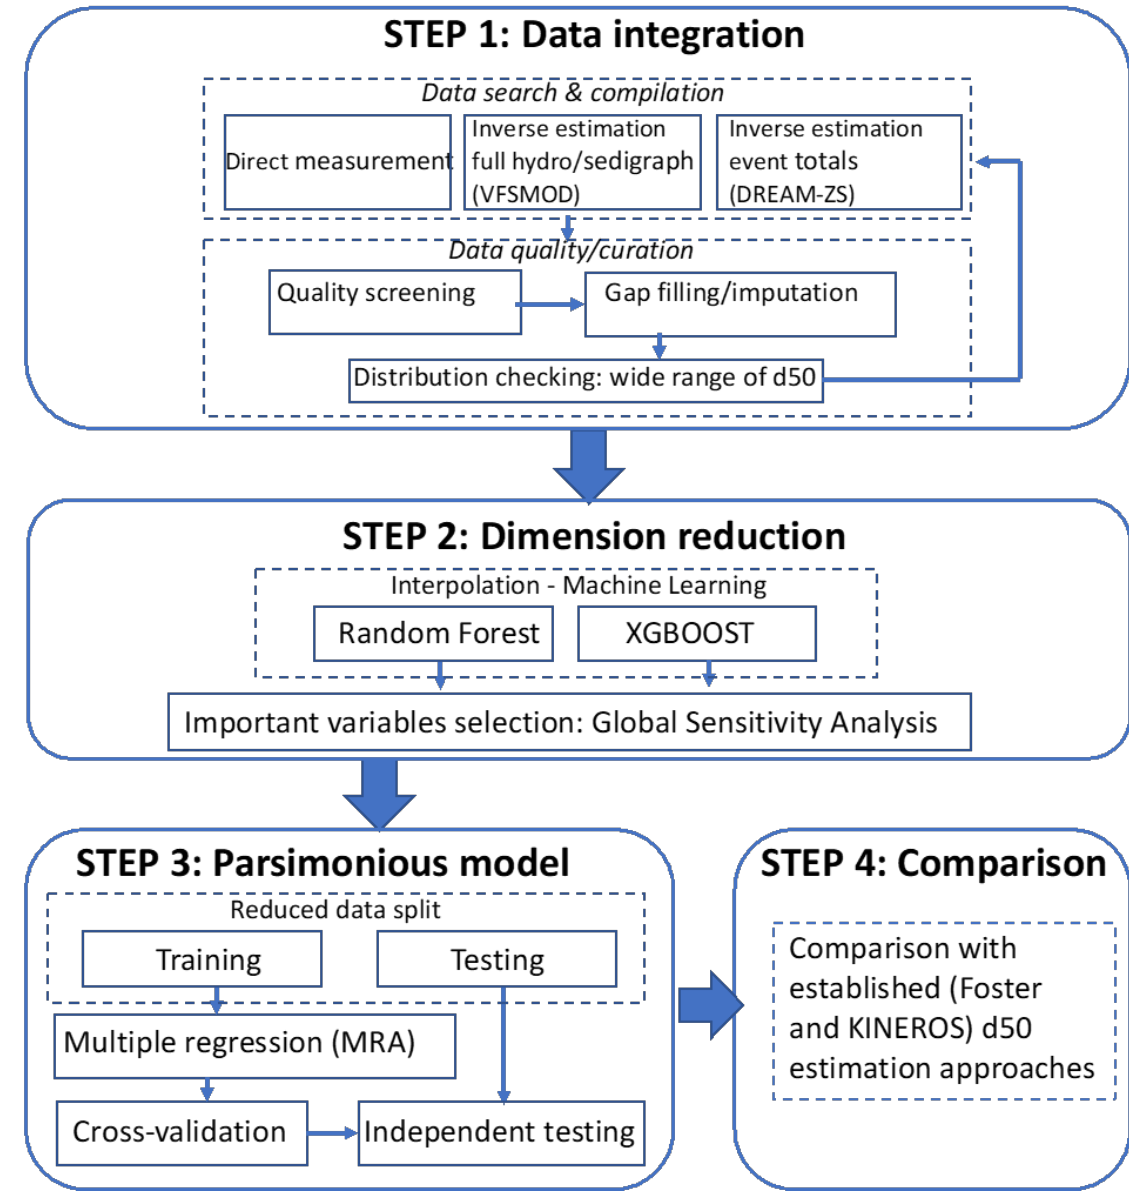 STEP 1: Data integration
Data search & compilation
Direct measurement
Inverse estimation
full hydro/sedigraph
(VFSMOD)
Inverse estimation
event totals
(DREAM-ZS)
Data quality/curation
Quality screening
Gap filling/imputation
Distribution checking: wide range of d50
STEP 2: Dimension reduction
Interpolation - Machine Learning
Random Forest
XGBOOST
Important variables selection: Global Sensitivity Analysis
STEP 3: Parsimonious model
Reduced data split
Training
Testing
Multiple regression (MRA)
Cross-validation
Independent testing
STEP 4: Comparison
Comparison with
established (Foster
and KINEROS) d50
estimation approaches